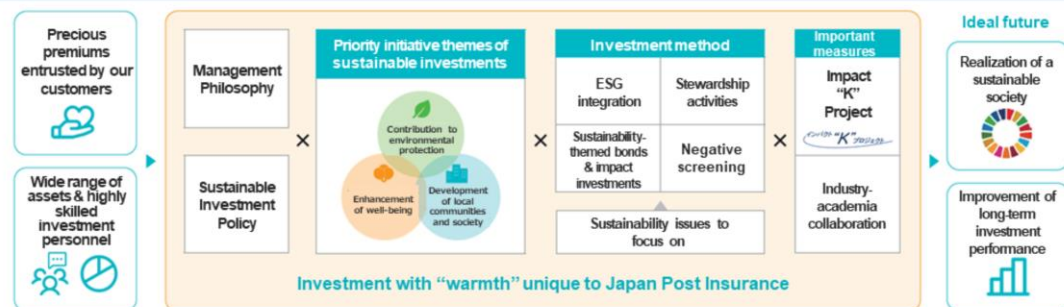 Precious
premiums
entrusted by our
customers
Wide range of
assets & highly
skilled
investment
personnel
Management
Philosophy
Sustainable
Investment
Policy
×
Priority initiative themes of
sustainable investments
Contribution to
environmental
protection
Enhancement
of well-being
Development
of local
communities
and society
×
Investment method
ESG
integration
Stewardship
activities
Sustainability-
themed bonds
& impact
investments
Negative
screening
Sustainability issues to
focus on
×
Important
measures
Impact
“K”
Project
"K"
Industry-
academia
collaboration
Investment with “warmth” unique to Japan Post Insurance
Ideal future
Realization of a
sustainable
society
Improvement of
long-term
investment
performance